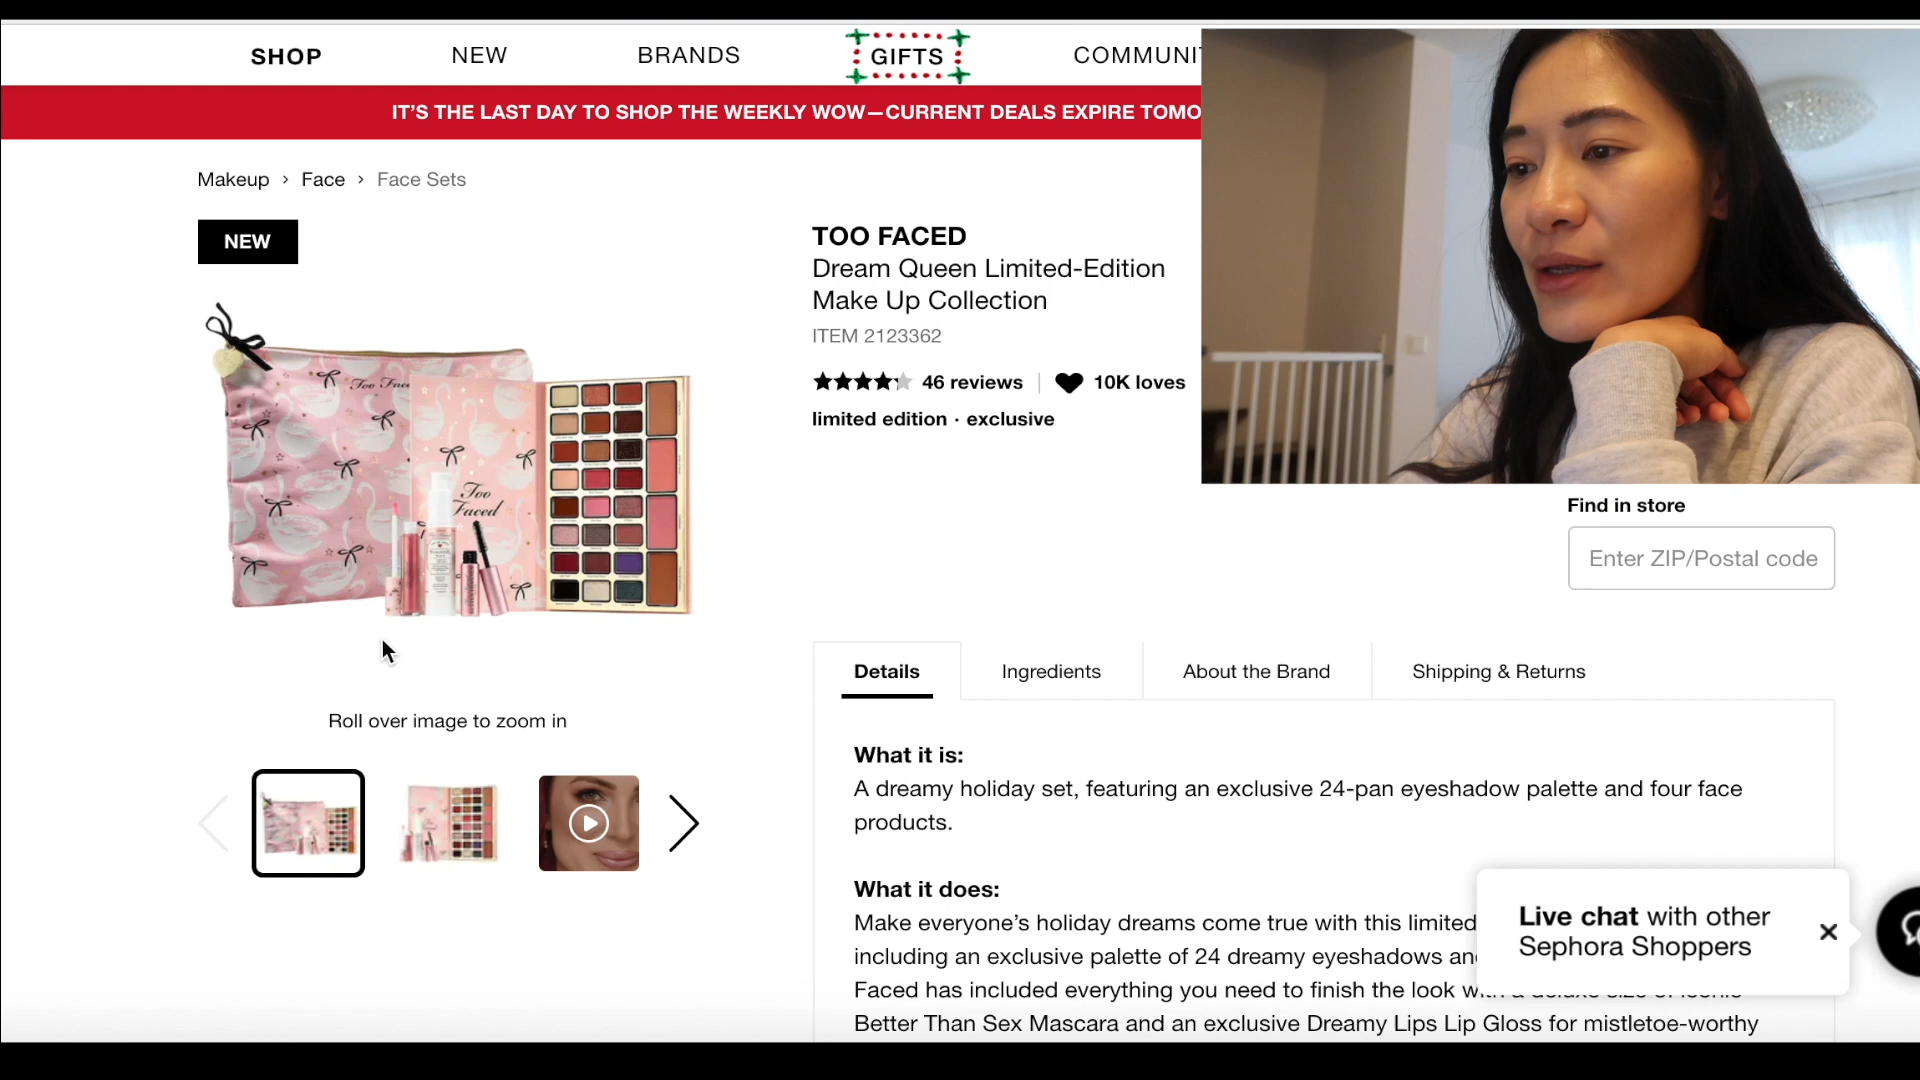 SHOP NEW BRANDS GIFTS COMMUNI
IT'S THE LAST DAY TO SHOP THE WEEKLY WOW—CURRENT DEALS EXPIRE TOMO
Makeup › Face › Face Sets
NEW
TOO FACED
Dream Queen Limited-Edition
Make Up Collection
ITEM 2123362
46 reviews | 10K loves
limited edition · exclusive
Too Faced
Too
Faced
Find in store
Enter ZIP/Postal code
Roll over image to zoom in
Details Ingredients About the Brand Shipping & Returns
What it is:
A dreamy holiday set, featuring an exclusive 24-pan eyeshadow palette and four face
products.
What it does:
Make everyone's holiday dreams come true with this limited
including an exclusive palette of 24 dreamy eyeshadows an
Faced has included everything you need to finish the look
Better Than Sex Mascara and an exclusive Dreamy Lips Lip Gloss for mistletoe-worthy
Live chat with other
Sephora Shoppers